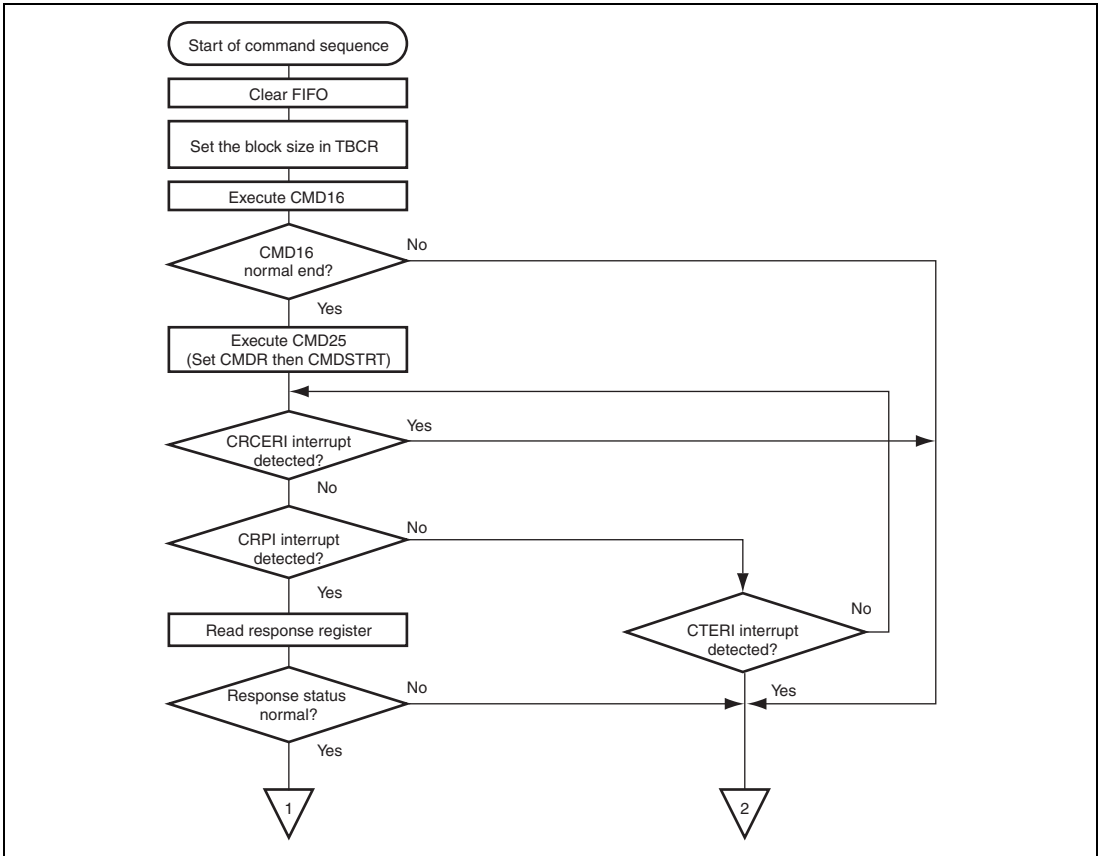 Start of command sequence
Clear FIFO
Set the block size in TBCR
Execute CMD16
CMD16
normal end?
No
Yes
Execute CMD25
(Set CMDR then CMDSTRT)
CRCERI interrupt
detected?
Yes
No
CRPI interrupt
detected?
No
Yes
CTERI interrupt
detected?
No
Yes
Read response register
Response status
normal?
No
Yes
1
2